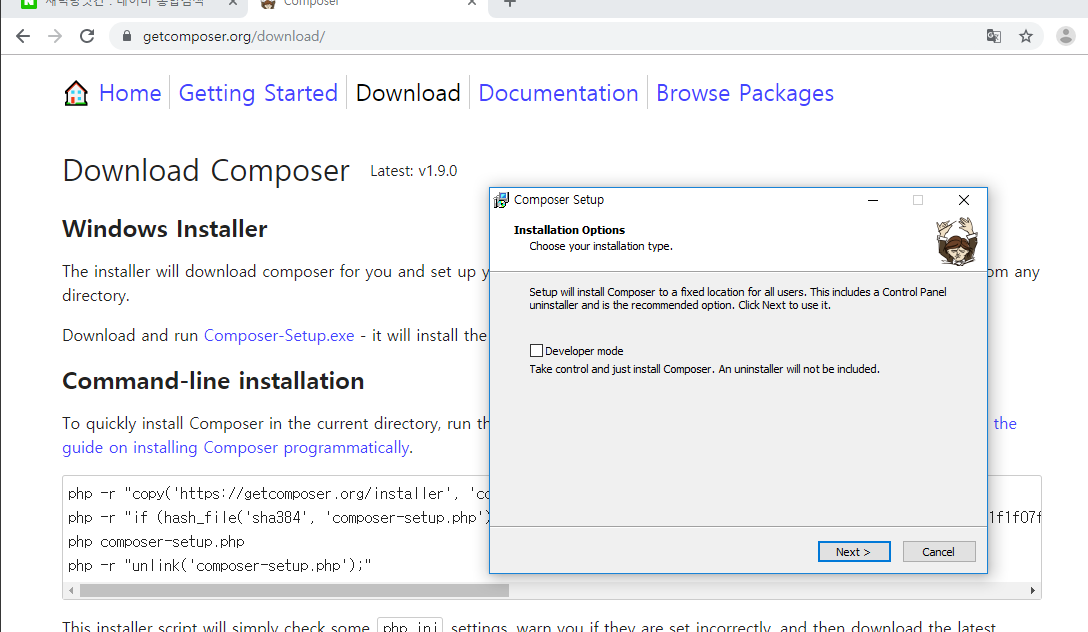 Composer
getcomposer.org/download/
Home
Getting Started
Download
Documentation
Browse Packages
Download Composer
Latest: v1.9.0
Windows Installer
The installer will download composer for you and set up
om any
directory.
Download and run Composer-Setup.exe - it will install the
Command-line installation
To quickly install Composer in the current directory, run
the
guide on installing Composer programmatically.
php -r "copy('https://getcomposer.org/installer', 'co
php -r "if (hash_file('sha384', 'composer-setup.php')
1f1f07f
php composer-setup.php
php -r "unlink('composer-setup.php');"
This installer script will simply check some php.ini settings, warn you if they are set incorrectly, and then download the latest
Composer Setup
Installation Options
Choose your installation type.
Setup will install Composer to a fixed location for all users. This includes a Control Panel
uninstaller and is the recommended option. Click Next to use it.
Developer mode
Take control and just install Composer. An uninstaller will not be included.
Next >
Cancel